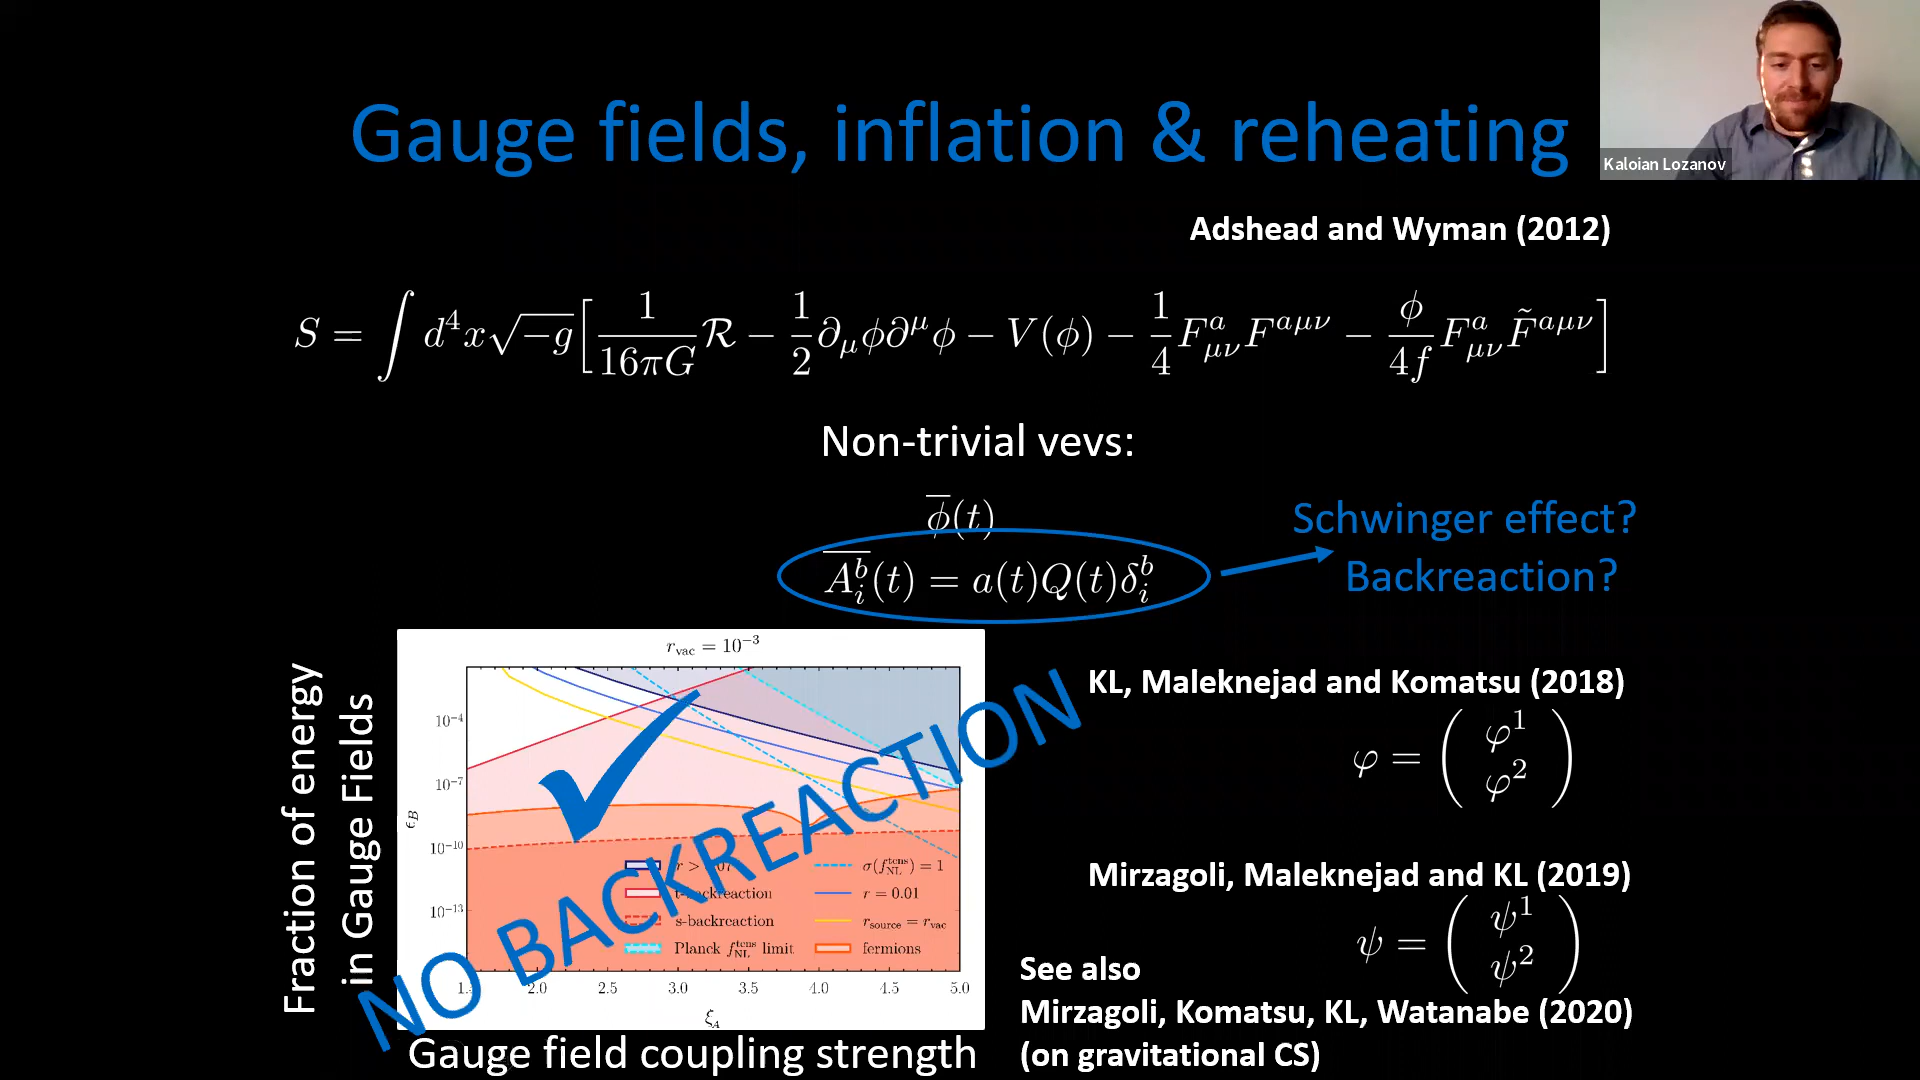 Gauge fields, inflation & reheating
Kaloian Lozanov
Adshead and Wyman (2012)
S = ∫ d⁴x√−g [ 1/16πG ℛ − 1/2 ∂_μϕ∂^μϕ − V(ϕ) − 1/4 F^a_μν F^aμν − ϕ/4f F^a_μν F̃^aμν ]
Non-trivial vevs:
ϕ̅(t)
A̅^b_i(t) = a(t)Q(t)δ^b_i
Schwinger effect?
Backreaction?
Fraction of energy
in Gauge Fields
r_vac = 10⁻³
10⁻⁴
10⁻⁷
10⁻¹⁰
10⁻¹³
ϵ_B
t-backreaction
s-backreaction
Planck f_NL^tens limit
σ(f_NL^tens) = 1
r = 0.01
r_source = r_vac
fermions
2.0 2.5 3.0 3.5 4.0 4.5 5.0
ξ_A
NO BACKREACTION
Gauge field coupling strength
KL, Maleknejad and Komatsu (2018)
φ = ( φ¹ φ² )
Mirzagoli, Maleknejad and KL (2019)
ψ = ( ψ¹ ψ² )
See also
Mirzagoli, Komatsu, KL, Watanabe (2020)
(on gravitational CS)